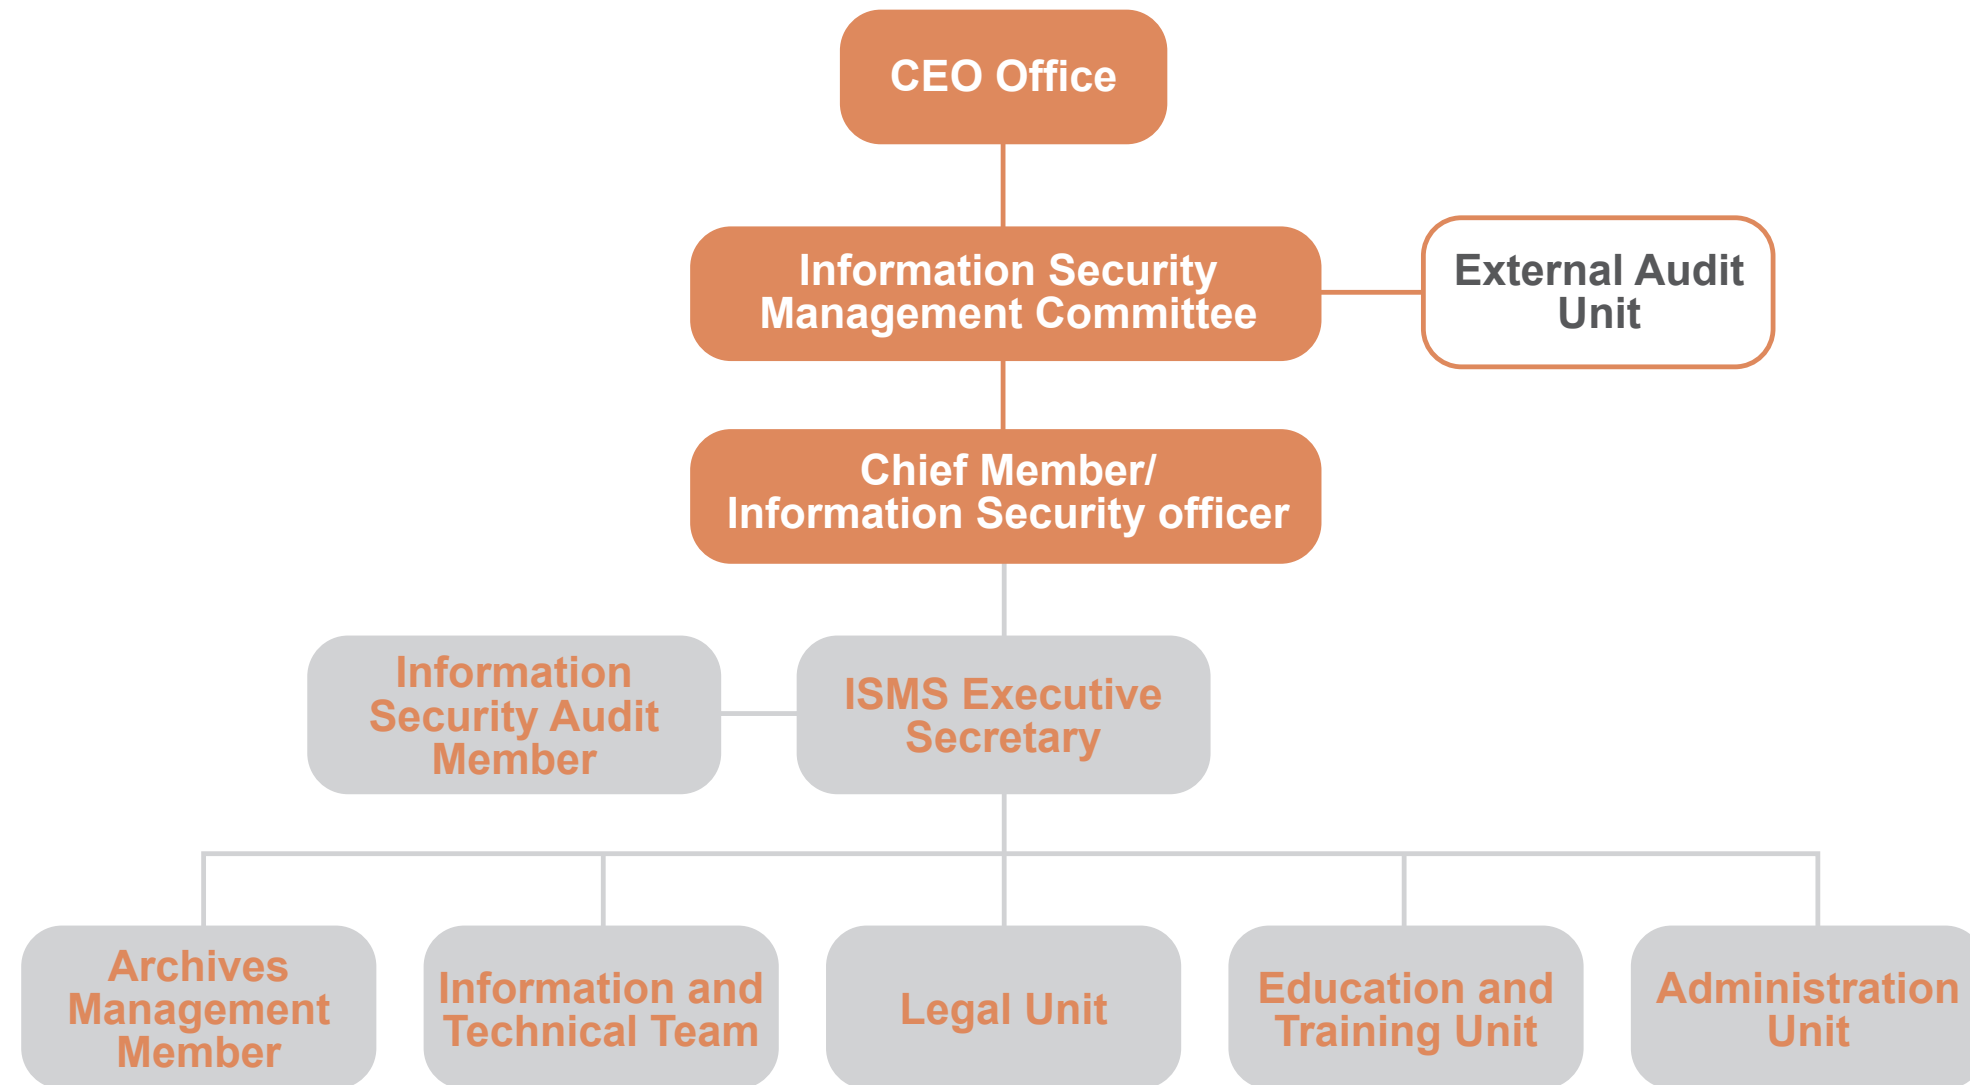 CEO Office
Information Security
Management Committee
External Audit
Unit
Chief Member/
Information Security officer
Information
Security Audit
Member
ISMS Executive
Secretary
Archives
Management
Member
Information and
Technical Team
Legal Unit
Education and
Training Unit
Administration
Unit